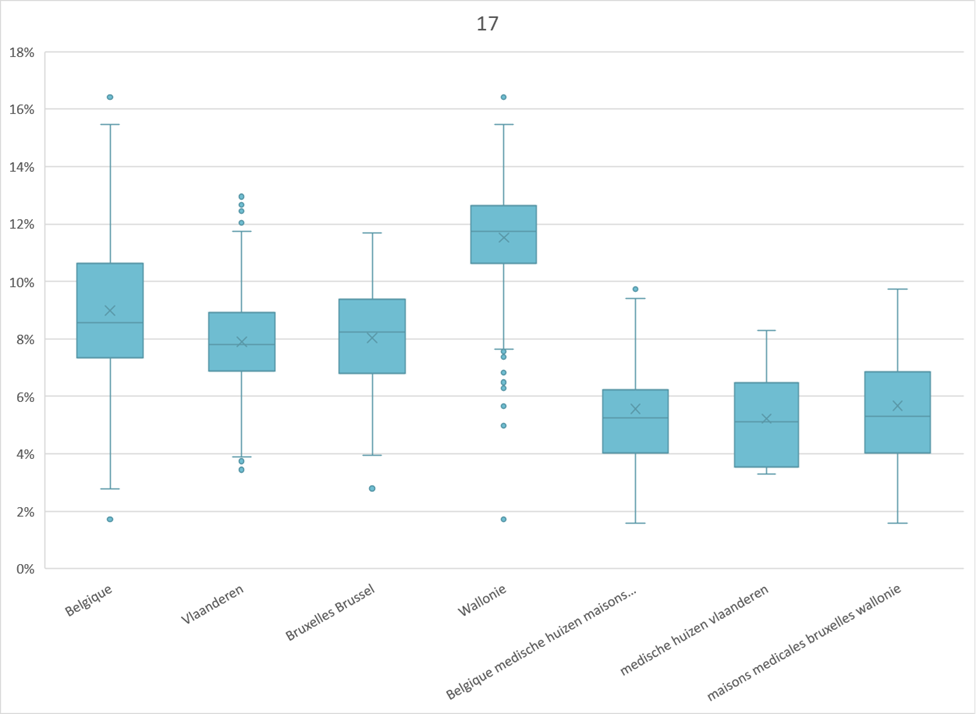 17
18%
16%
14%
12%
10%
8%
6%
4%
2%
0%
Belgique
Vlaanderen
Bruxelles Brussel
Wallonie
Belgique medische huizen maisons...
medische huizen vlaanderen
maisons medicales bruxelles wallonie